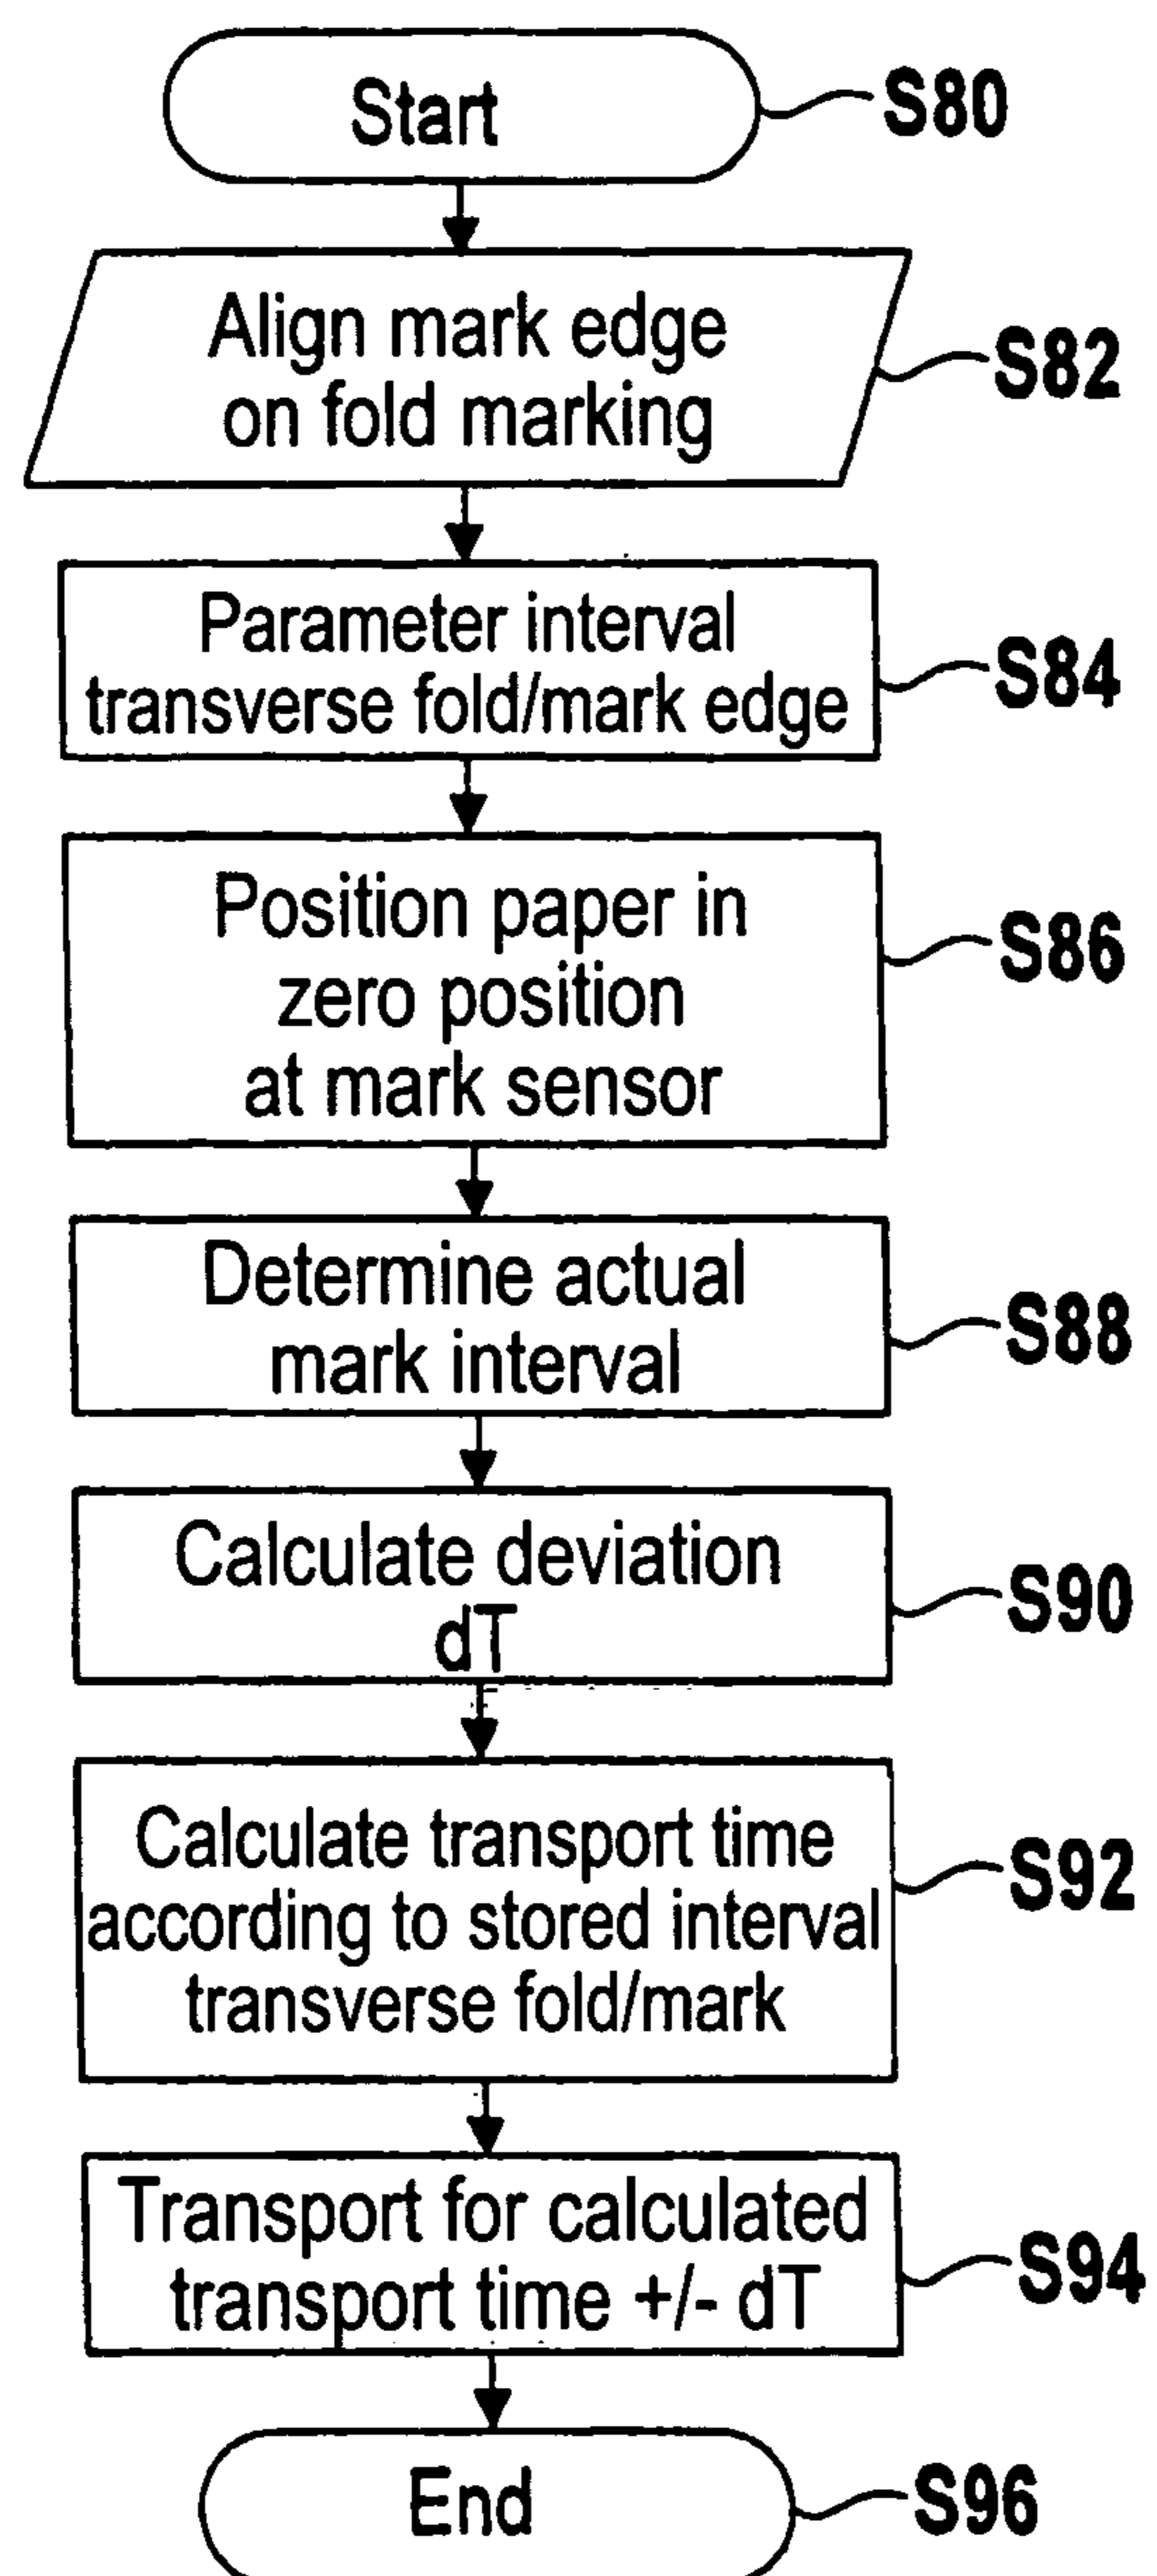 Start
S80
Align mark edge
on fold marking
S82
Parameter interval
transverse fold/mark edge
S84
Position paper in
zero position
at mark sensor
S86
Determine actual
mark interval
S88
Calculate deviation
dT
S90
Calculate transport time
according to stored interval
transverse fold/mark
S92
Transport for calculated
transport time +/- dT
S94
End
S96